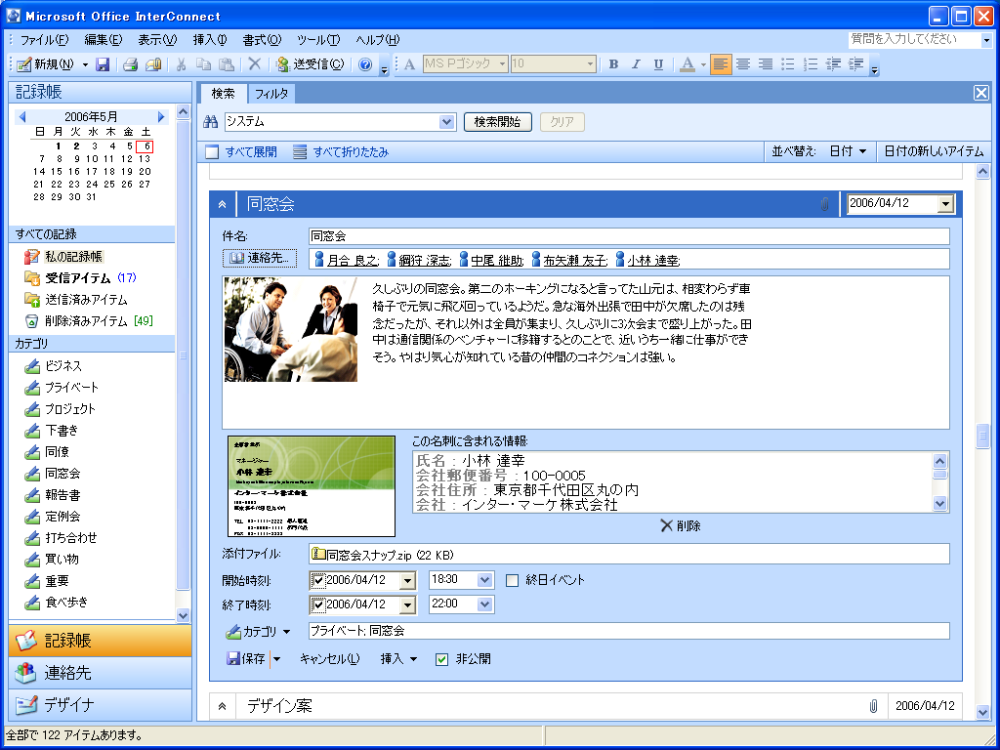 Microsoft Office InterConnect
ファイル(F) 編集(E) 表示(V) 挿入(I) 書式(O) ツール(T) ヘルプ(H) 質問を入力してください
新規(N) 送受信(C) A MS Pゴシック 10 B I U A
記録帳
2006年5月
日 月 火 水 木 金 土
1 2 3 4 5 6
7 8 9 10 11 12 13
14 15 16 17 18 19 20
21 22 23 24 25 26 27
28 29 30 31
すべての記録
私の記録帳
受信アイテム (17)
送信済みアイテム
削除済みアイテム [49]
カテゴリ
ビジネス
プライベート
プロジェクト
下書き
同僚
同窓会
報告書
定例会
打ち合わせ
買い物
重要
食べ歩き
記録帳
連絡先
デザイナ
検索 フィルタ
システム 検索開始 クリア
すべて展開 すべて折りたたみ 並べ替え: 日付 日付の新しいアイテム
同窓会 2006/04/12
件名: 同窓会
連絡先... 月合 良之; 綱狩 深志; 中尾 継助; 布矢瀬 友子; 小林 達幸;
久しぶりの同窓会。第二のホーキングになると言ってた山元は、相変わらず車
椅子で元気に飛び回っているようだ。急な海外出張で田中が欠席したのは残
念だったが、それ以外は全員が集まり、久しぶりに3次会まで盛り上がった。田
中は通信関係のベンチャーに移籍するとのことで、近いうち一緒に仕事ができ
そう。やはり気心が知れている昔の仲間のコネクションは強い。
マネージャー
小林 達幸
インター・マーケ株式会社
100-0005
東京都千代田区丸の内
TEL 03-1111-2222
FAX 03-1111-3333
この名刺に含まれる情報:
氏名 : 小林 達幸
会社郵便番号 : 100-0005
会社住所 : 東京都千代田区丸の内
会社 : インター・マーケ株式会社
削除
添付ファイル: 同窓会スナップ.zip (22 KB)
開始時刻: 2006/04/12 18:30 終日イベント
終了時刻: 2006/04/12 22:00
カテゴリ プライベート; 同窓会
保存 キャンセル(L) 挿入 非公開
デザイン案 2006/04/12
全部で 122 アイテムあります。